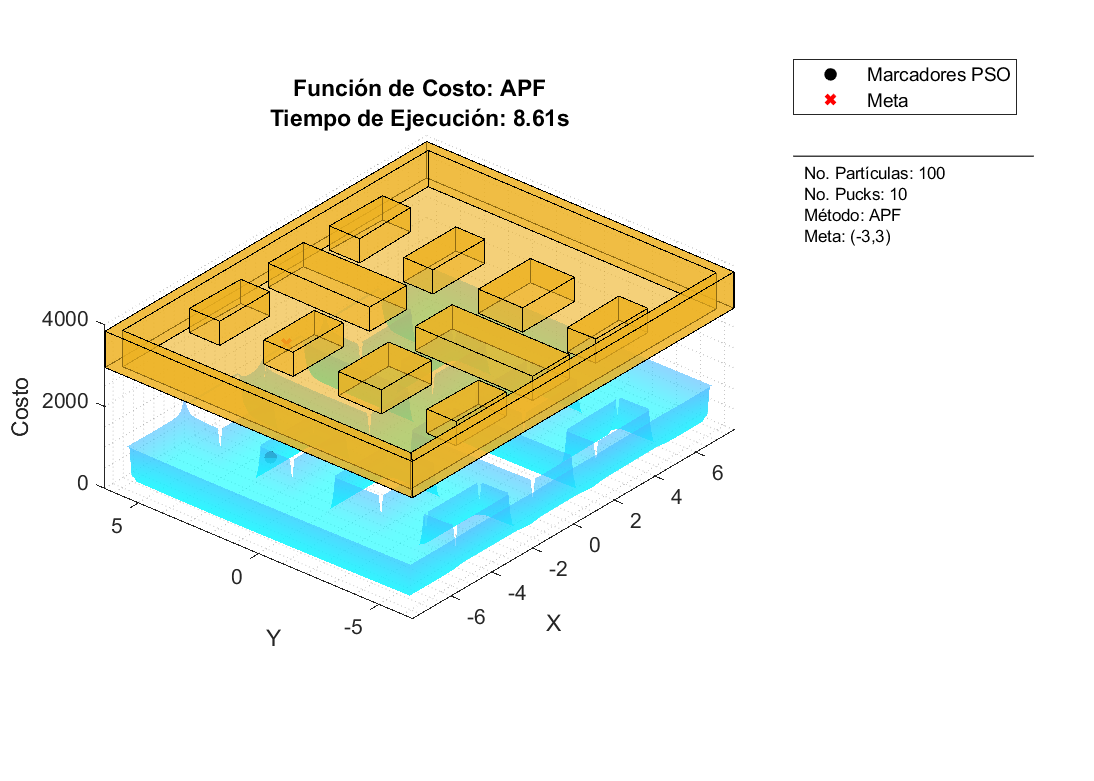 Función de Costo: APF
Tiempo de Ejecución: 8.61s
Marcadores PSO
Meta
No. Partículas: 100
No. Pucks: 10
Método: APF
Meta: (-3,3)
4000
2000
0
Costo
5
0
-5
Y
-6
-4
-2
0
2
4
6
X